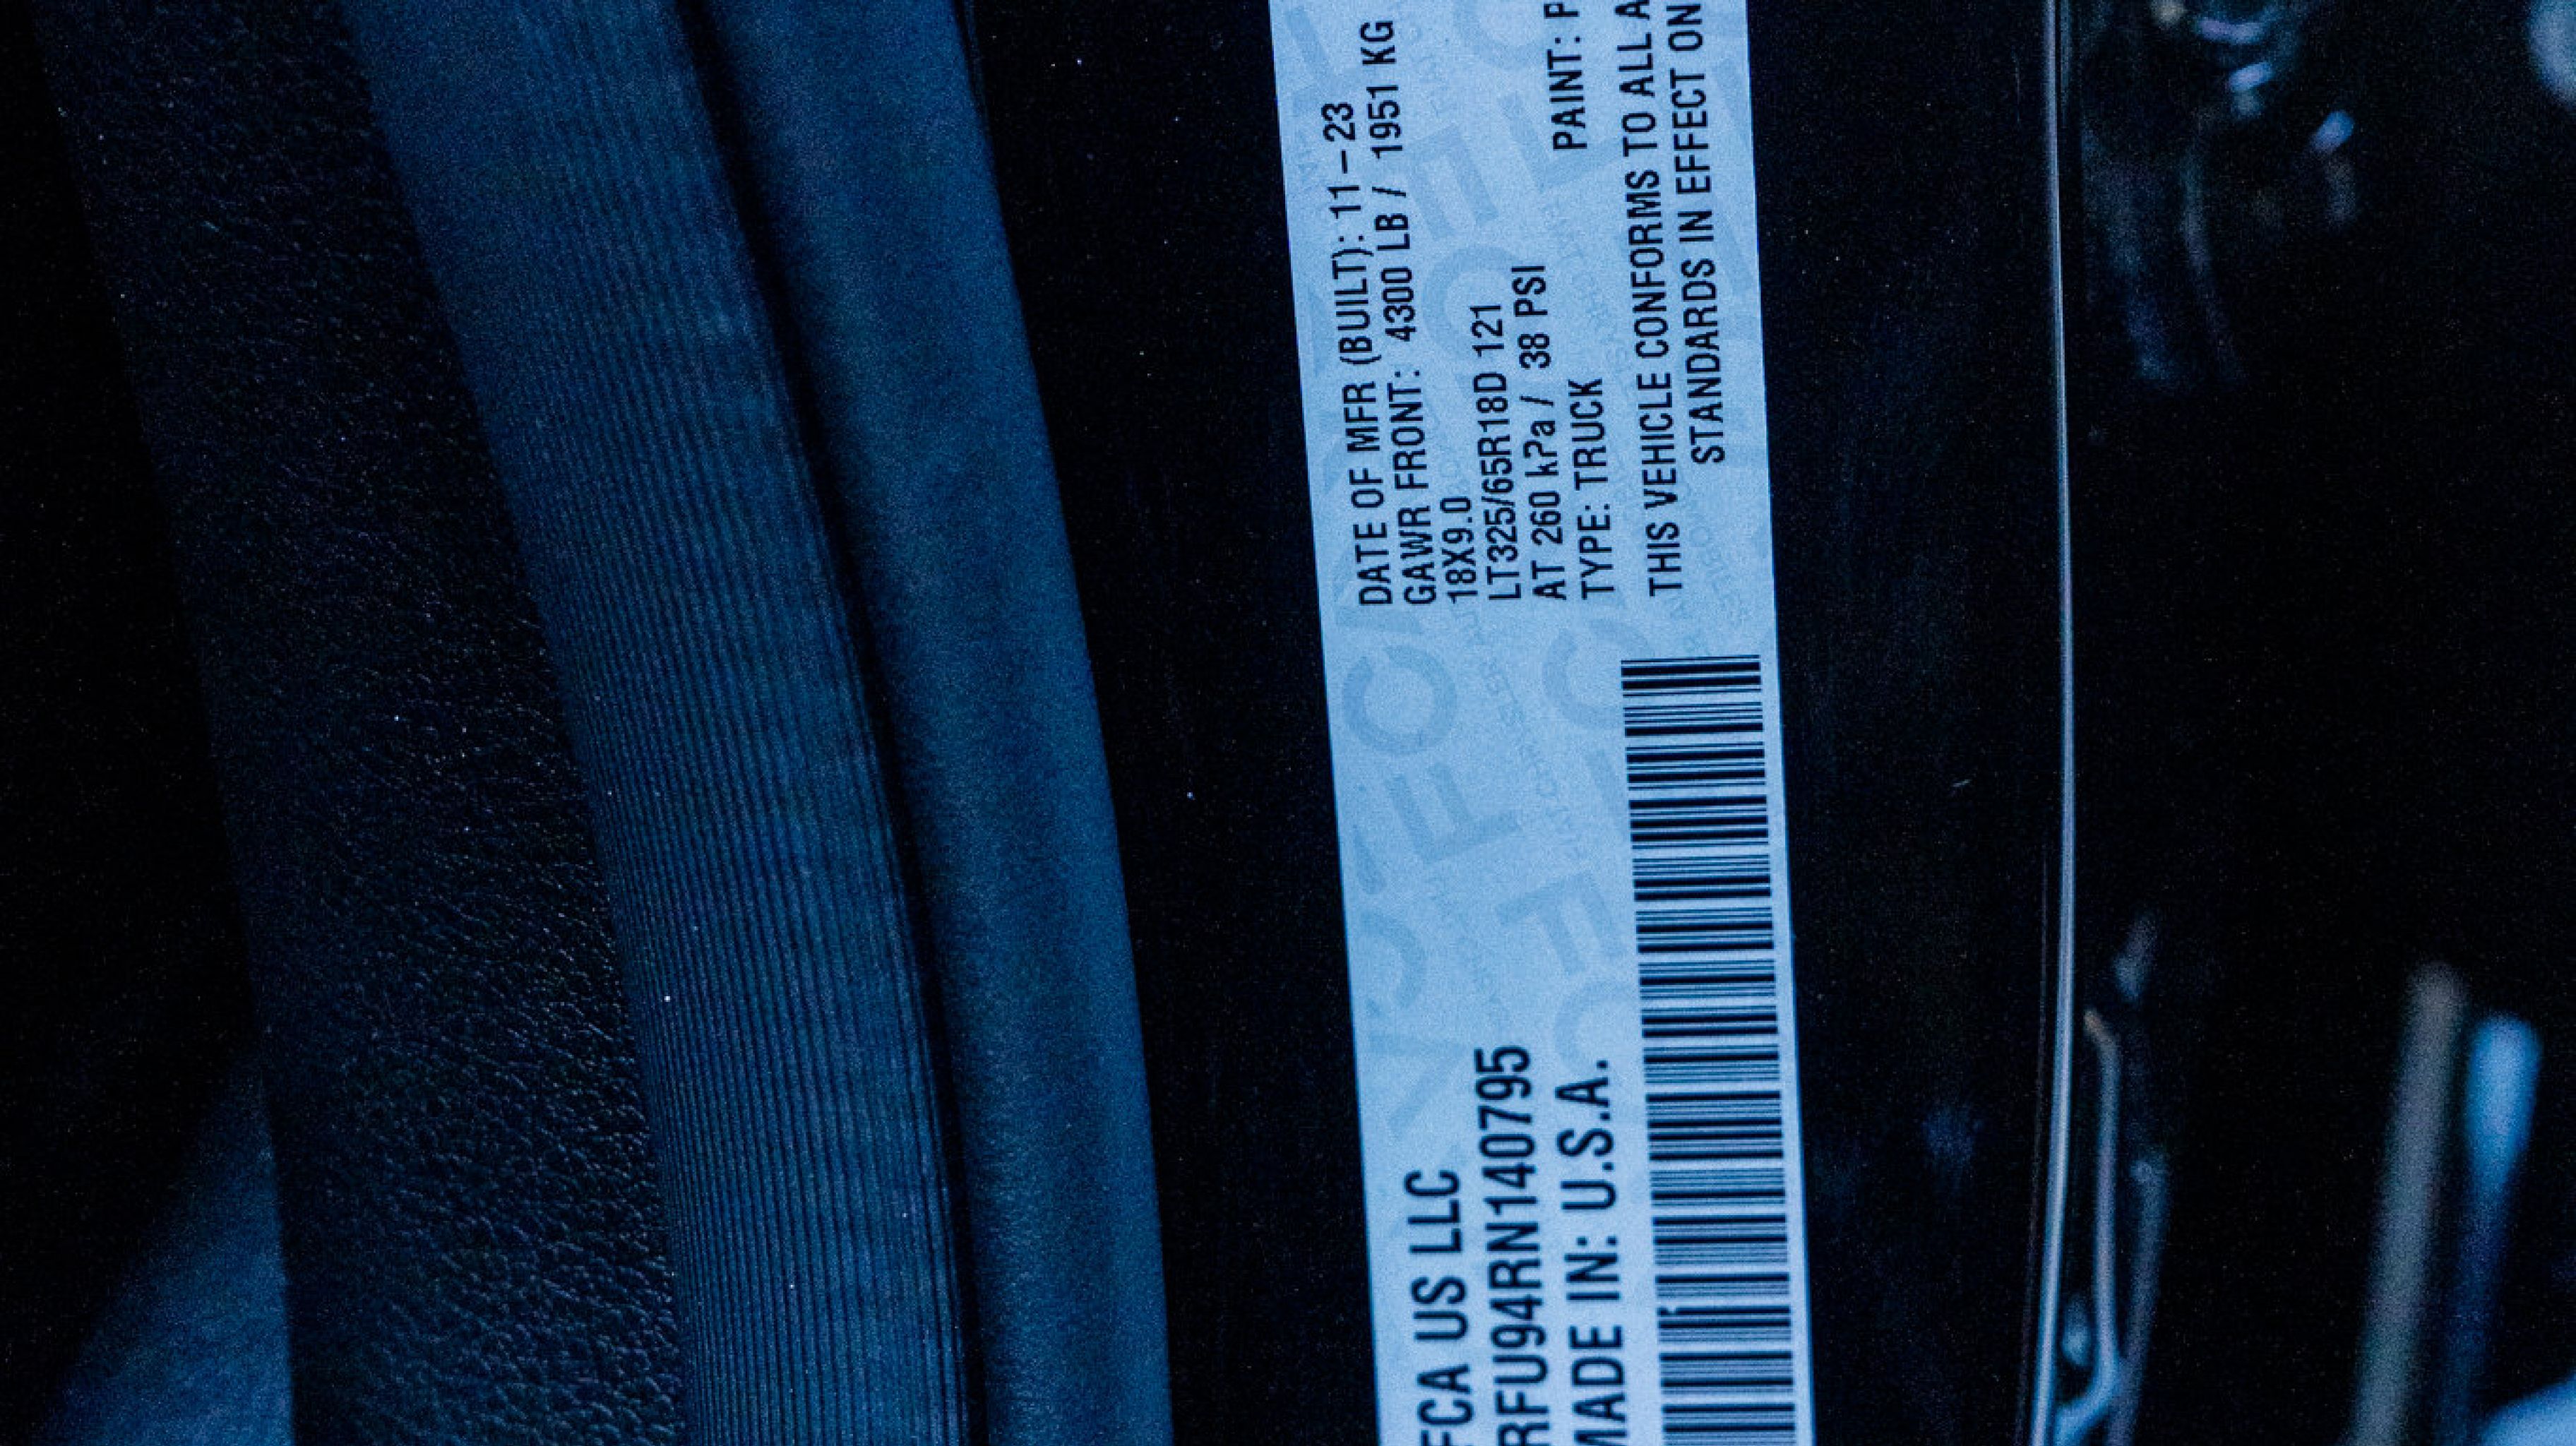 DATE OF MFR (BUILT): 11-23
GAWR FRONT: 4300 LB / 1951 KG
18X9.0
LT325/65R18D 121
AT 260 kPa / 38 PSI
TYPE: TRUCK PAINT: P
THIS VEHICLE CONFORMS TO ALL A
STANDARDS IN EFFECT ON
FCA US LLC
RFU94RN140795
MADE IN: U.S.A.